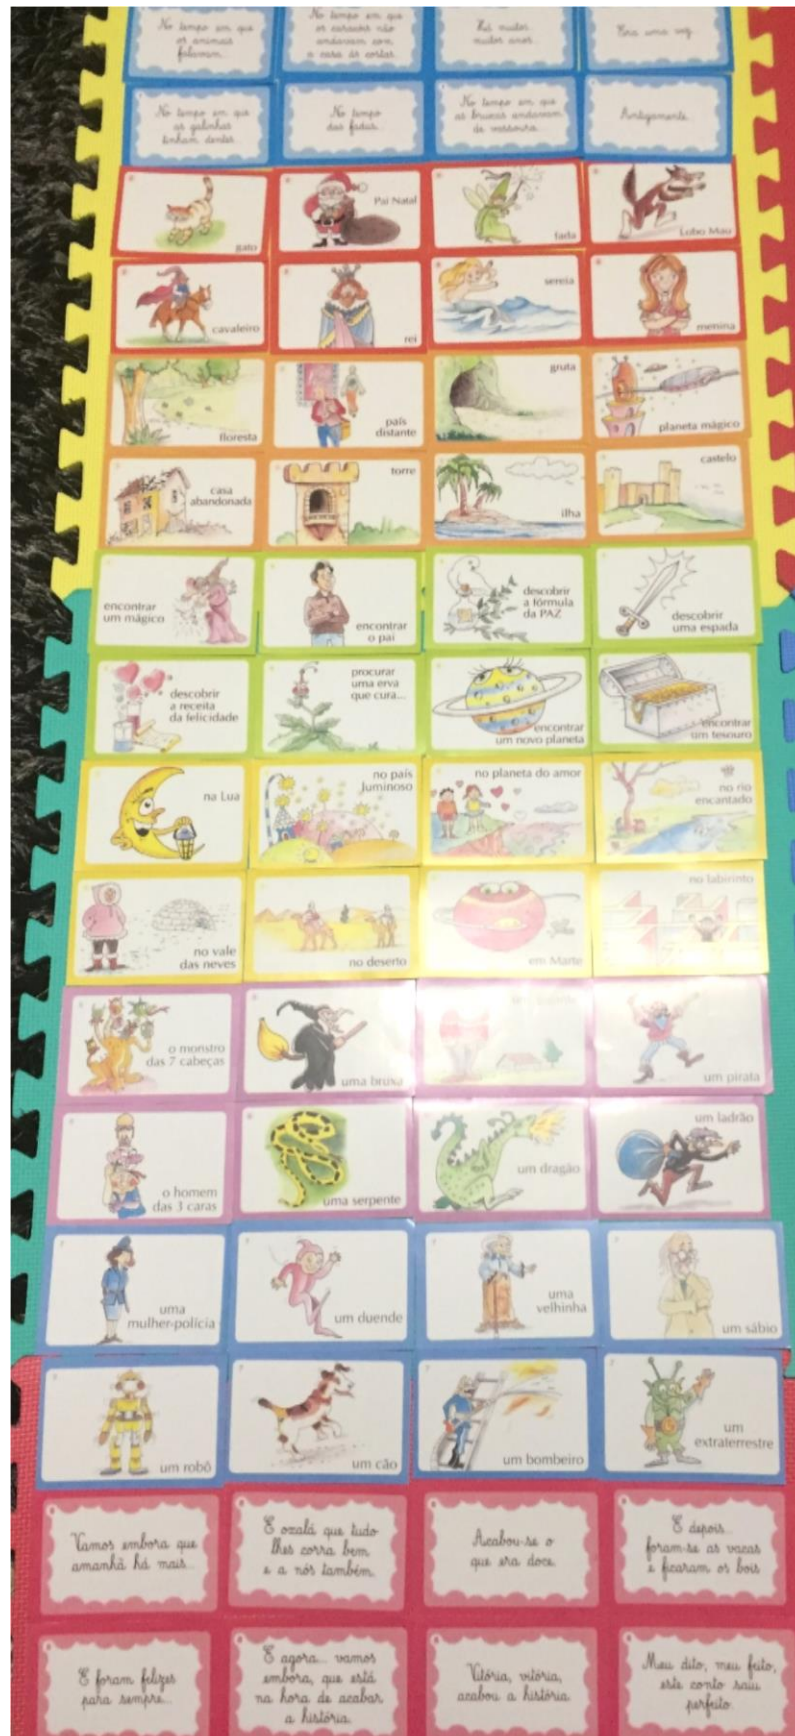 No tempo em que
os animais
falavam...
No tempo em que
os caracóis não
andavam com
a casa às costas...
Há muitos
muitos anos...
Era uma vez...
No tempo em que
as galinhas
tinham dentes...
No tempo
das fadas...
No tempo em que
as bruxas andavam
de vassoura...
Antigamente...
gato
Pai Natal
fada
Lobo Mau
cavaleiro
rei
sereia
menina
floresta
país
distante
gruta
planeta mágico
casa
abandonada
torre
ilha
castelo
encontrar
um mágico
encontrar
o pai
descobrir
a fórmula
da PAZ
descobrir
uma espada
descobrir
a receita
da felicidade
procurar
uma erva
que cura...
encontrar
um novo planeta
encontrar
um tesouro
na Lua
no país
luminoso
no planeta do amor
no rio
encantado
no vale
das neves
no deserto
em Marte
no labirinto
o monstro
das 7 cabeças
uma bruxa
um pirata
o homem
das 3 caras
uma serpente
um dragão
um ladrão
uma
mulher-polícia
um duende
uma
velhinha
um sábio
um robô
um cão
um bombeiro
um
extraterrestre
Vamos embora que
amanhã há mais...
E oxalá que tudo
lhes corra bem
e a nós também.
Acabou-se o
que era doce.
E depois...
foram-se as vacas
e ficaram os bois
E foram felizes
para sempre...
E agora... vamos
embora, que está
na hora de acabar
a história.
Vitória, vitória,
acabou a história.
Meu dito, meu feito,
este conto saiu
perfeito.